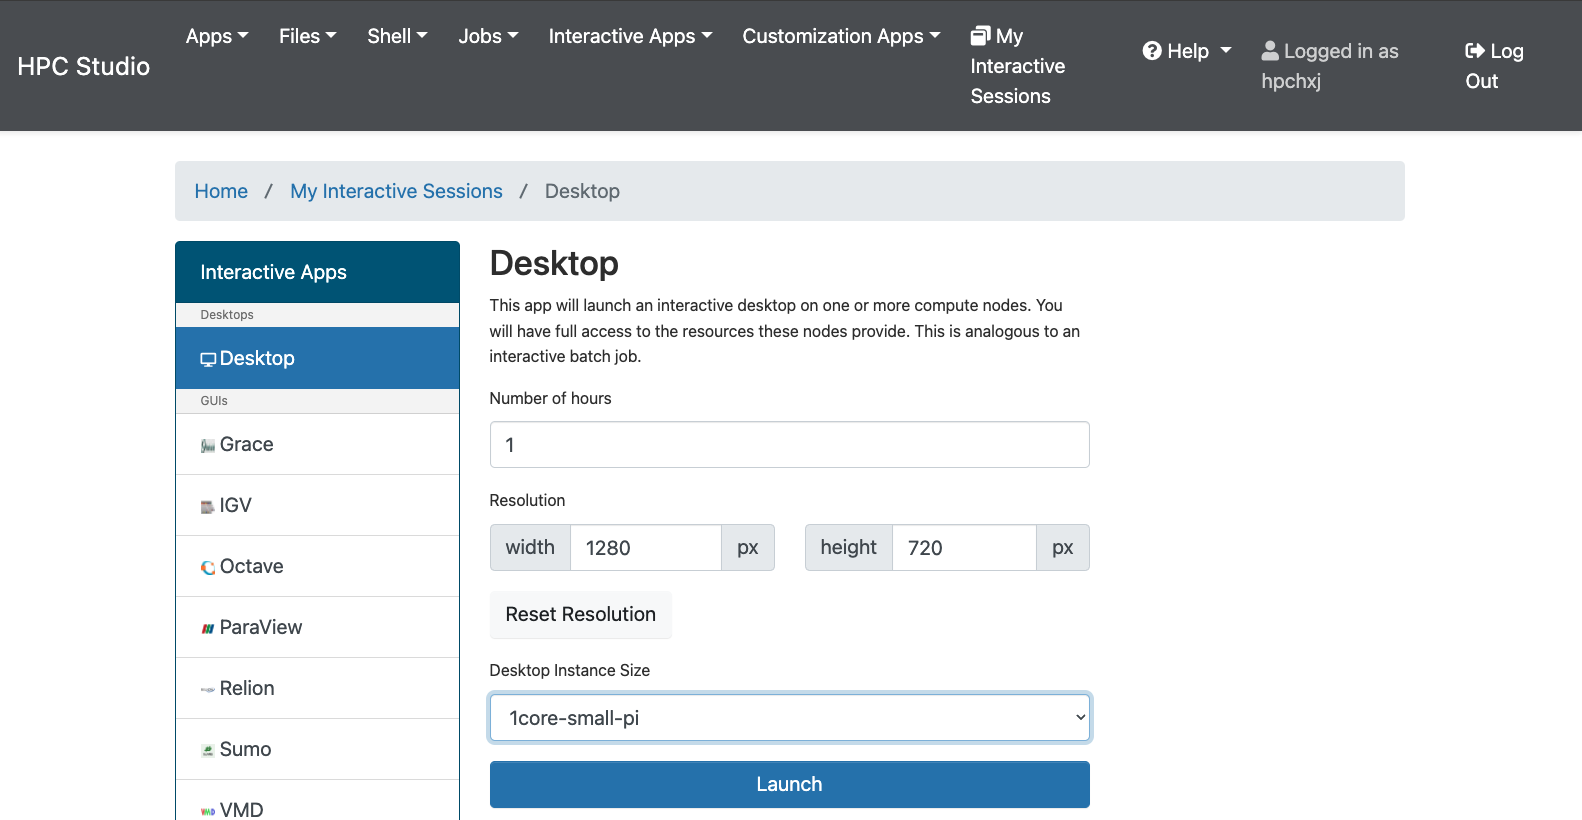 HPC Studio
Apps
Files
Shell
Jobs
Interactive Apps
Customization Apps
My
Interactive
Sessions
Help
Logged in as
hpchxj
Log
Out
Home / My Interactive Sessions / Desktop
Interactive Apps
Desktops
Desktop
GUIs
Grace
IGV
Octave
ParaView
Relion
Sumo
VMD
Desktop
This app will launch an interactive desktop on one or more compute nodes. You
will have full access to the resources these nodes provide. This is analogous to an
interactive batch job.
Number of hours
1
Resolution
width 1280 px height 720 px
Reset Resolution
Desktop Instance Size
1core-small-pi
Launch